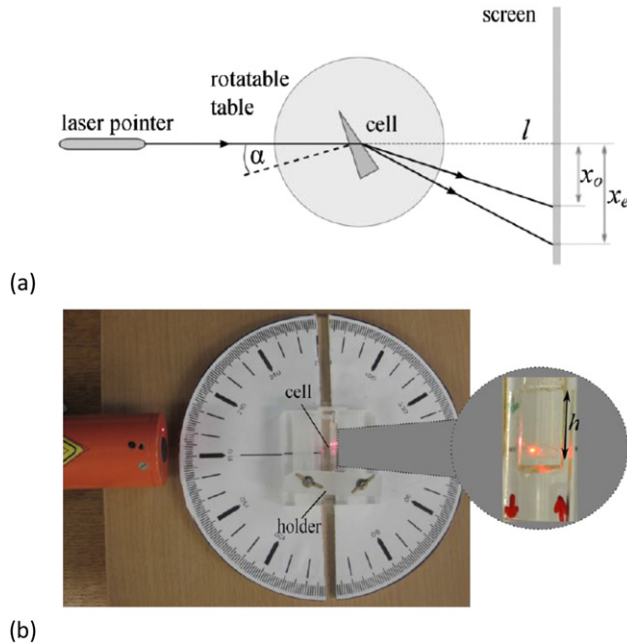 screen
rotatable
table
laser pointer
cell
l
α
xₒ
xₑ
(a)
cell
h
holder
(b)